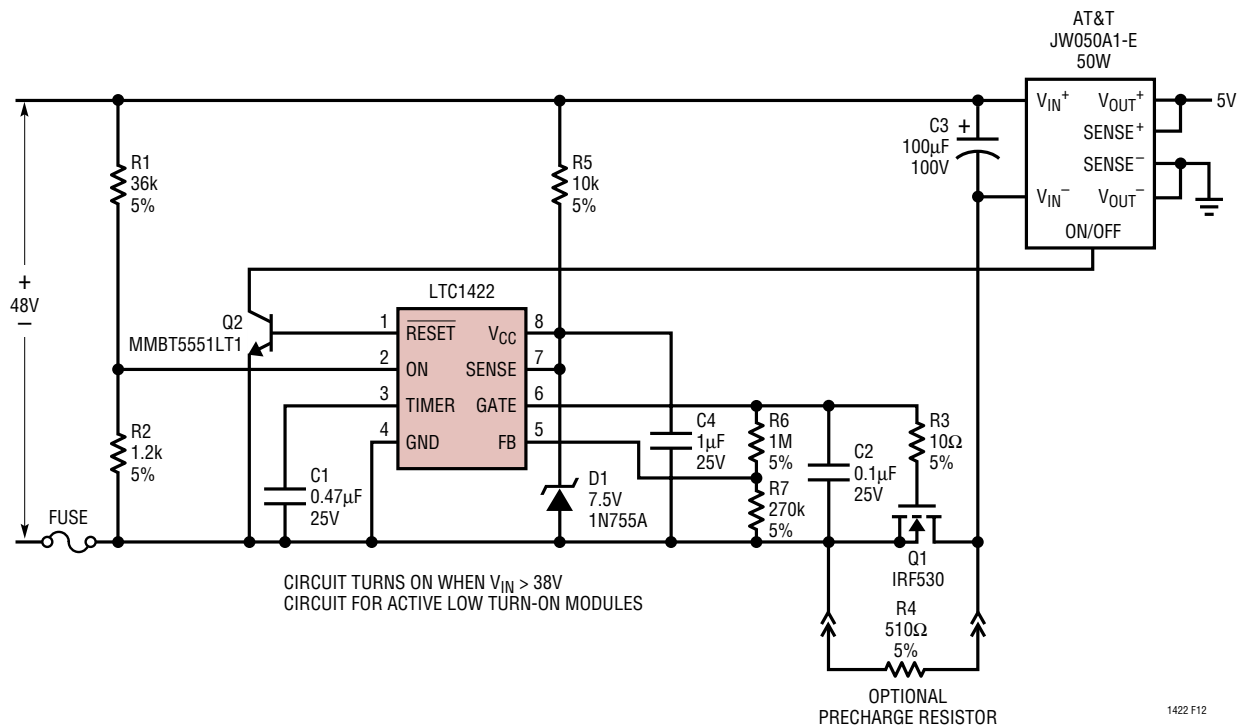 AT&T
JW050A1-E
50W
VIN+
VOUT+
5V
SENSE+
SENSE−
VIN−
VOUT−
ON/OFF
C3
+
100µF
100V
R1
36k
5%
R5
10k
5%
+
48V
−
LTC1422
Q2
MMBT5551LT1
1
RESET
VCC
8
2
ON
SENSE
7
3
TIMER
GATE
6
4
GND
FB
5
R2
1.2k
5%
C1
0.47µF
25V
D1
7.5V
1N755A
C4
1µF
25V
R6
1M
5%
R7
270k
5%
C2
0.1µF
25V
R3
10Ω
5%
FUSE
Q1
IRF530
CIRCUIT TURNS ON WHEN VIN > 38V
CIRCUIT FOR ACTIVE LOW TURN-ON MODULES
R4
510Ω
5%
OPTIONAL
PRECHARGE RESISTOR
1422 F12